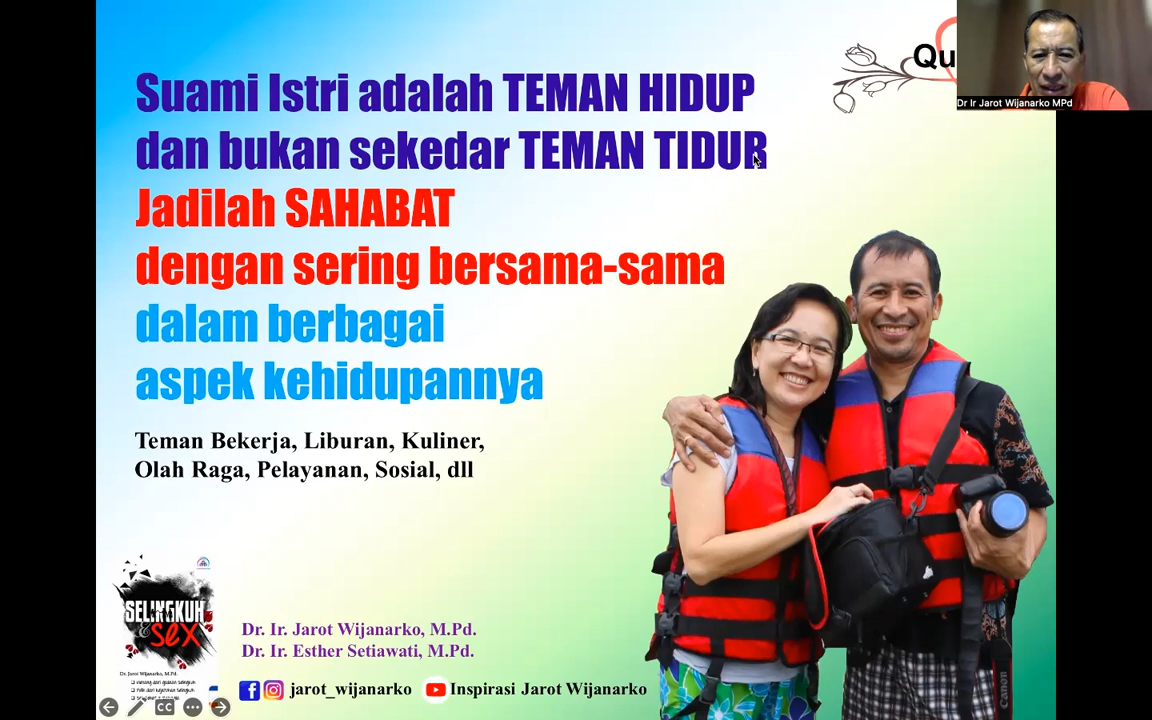 Suami Istri adalah TEMAN HIDUP
dan bukan sekedar TEMAN TIDUR
Jadilah SAHABAT
dengan sering bersama-sama
dalam berbagai
aspek kehidupannya
Teman Bekerja, Liburan, Kuliner,
Olah Raga, Pelayanan, Sosial, dll
Qu
Dr Ir Jarot Wijanarko MPd
SELINGKUH
& sex
Dr. Jarot Wijanarko, M.Pd.
Dr. Ir. Jarot Wijanarko, M.Pd.
Dr. Ir. Esther Setiawati, M.Pd.
jarot_wijanarko
Inspirasi Jarot Wijanarko
CC
Canon